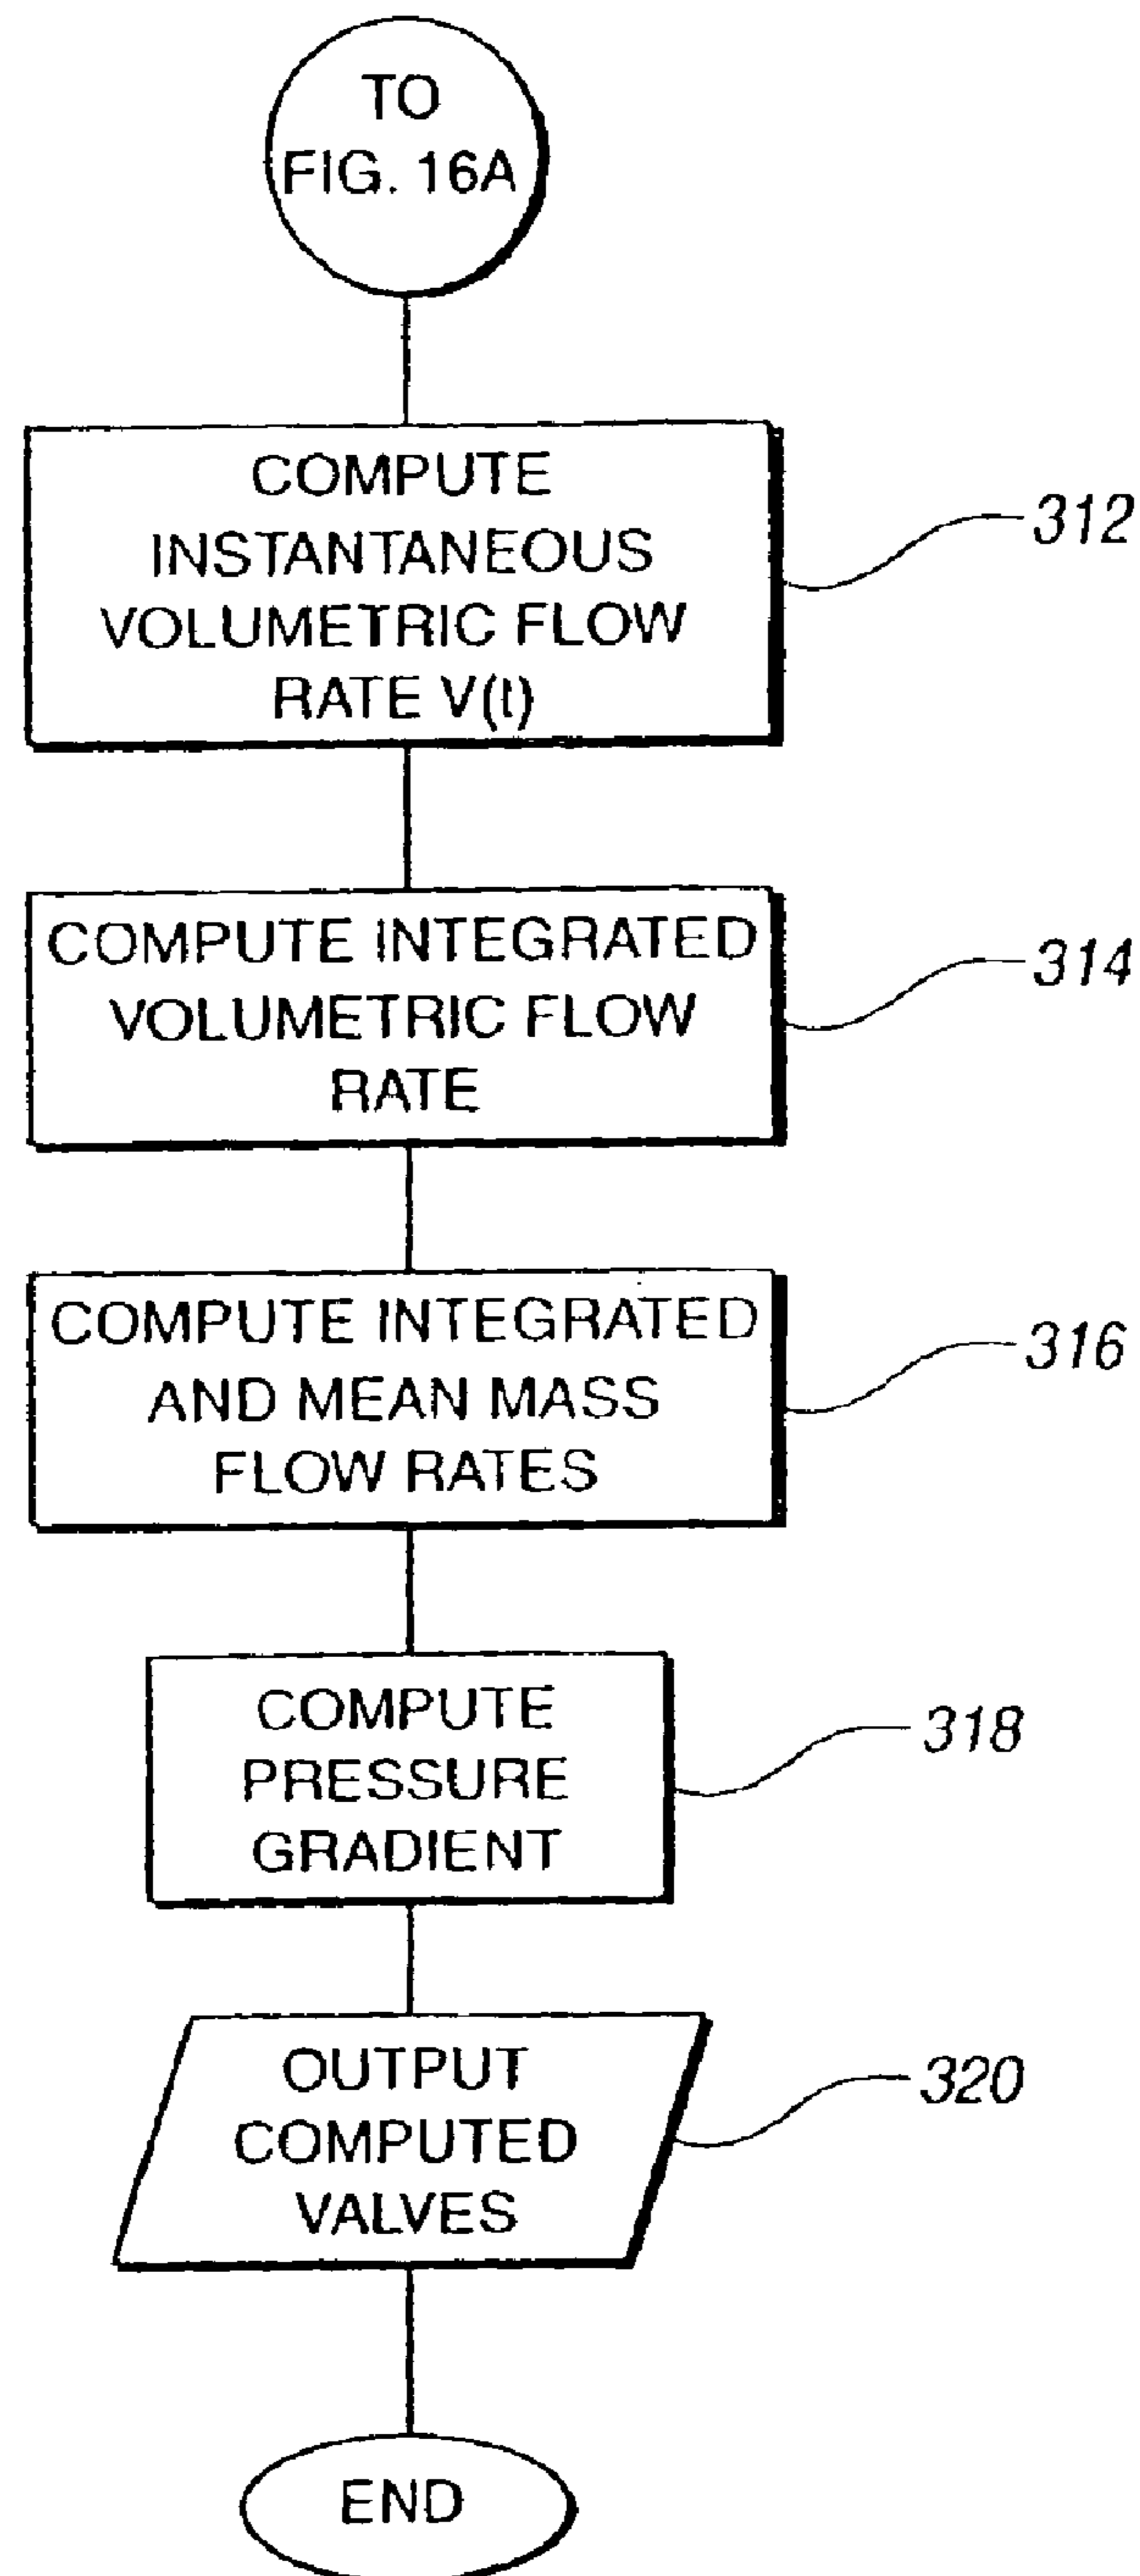 TO
FIG. 16A
COMPUTE
INSTANTANEOUS
VOLUMETRIC FLOW
RATE V(t)
312
COMPUTE INTEGRATED
VOLUMETRIC FLOW
RATE
314
COMPUTE INTEGRATED
AND MEAN MASS
FLOW RATES
316
COMPUTE
PRESSURE
GRADIENT
318
OUTPUT
COMPUTED
VALVES
320
END